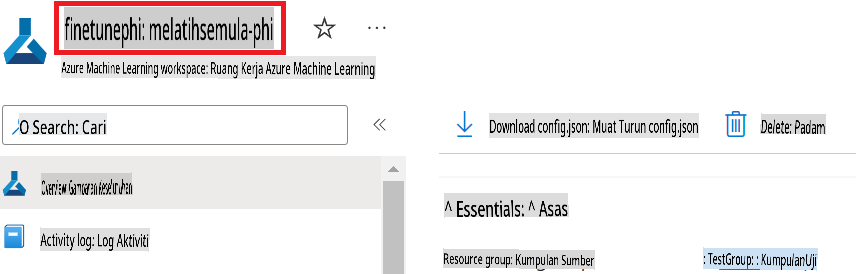 finetunephi: melatihsemula-phi
Azure Machine Learning workspace: Ruang Kerja Azure Machine Learning
O Search: Cari
Overview Gambaran Keseluruhan
Activity log: Log Aktiviti
Download config.json: Muat Turun config.json
Delete: Padam
^ Essentials: ^ Asas
Resource group: Kumpulan Sumber
: TestGroup: : KumpulanUji